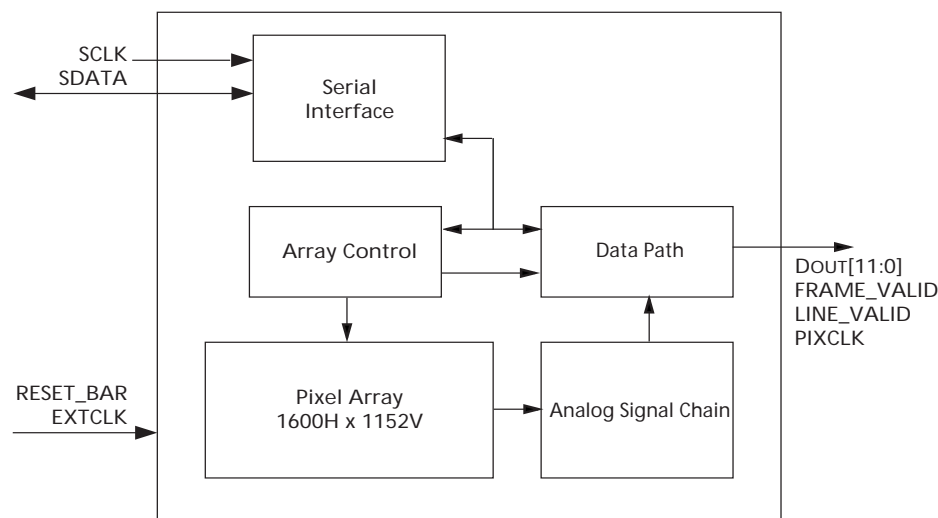 SCLK
SDATA
Serial
Interface
Array Control
Data Path
DOUT[11:0]
FRAME_VALID
LINE_VALID
PIXCLK
RESET_BAR
EXTCLK
Pixel Array
1600H x 1152V
Analog Signal Chain